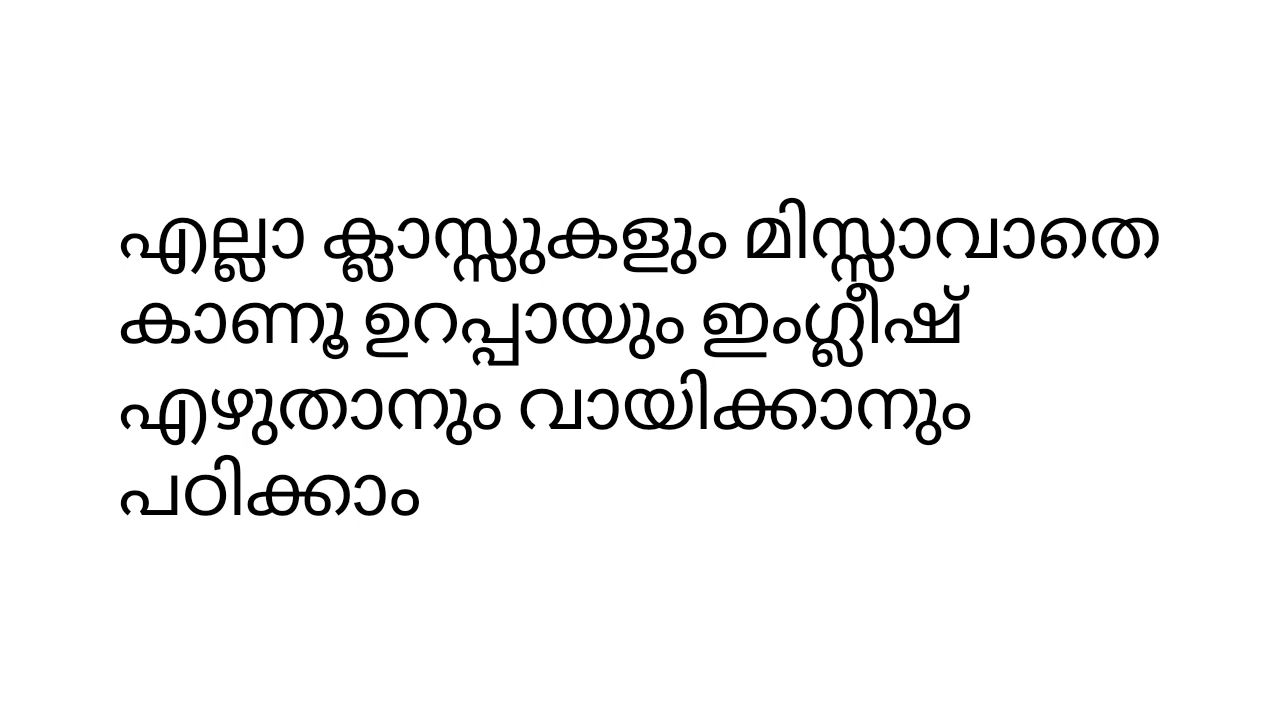 എല്ലാ ക്ലാസ്സുകളും മിസ്സാവാതെ
കാണൂ ഉറപ്പായും ഇംഗ്ലീഷ്
എഴുതാനും വായിക്കാനും
പഠിക്കാം